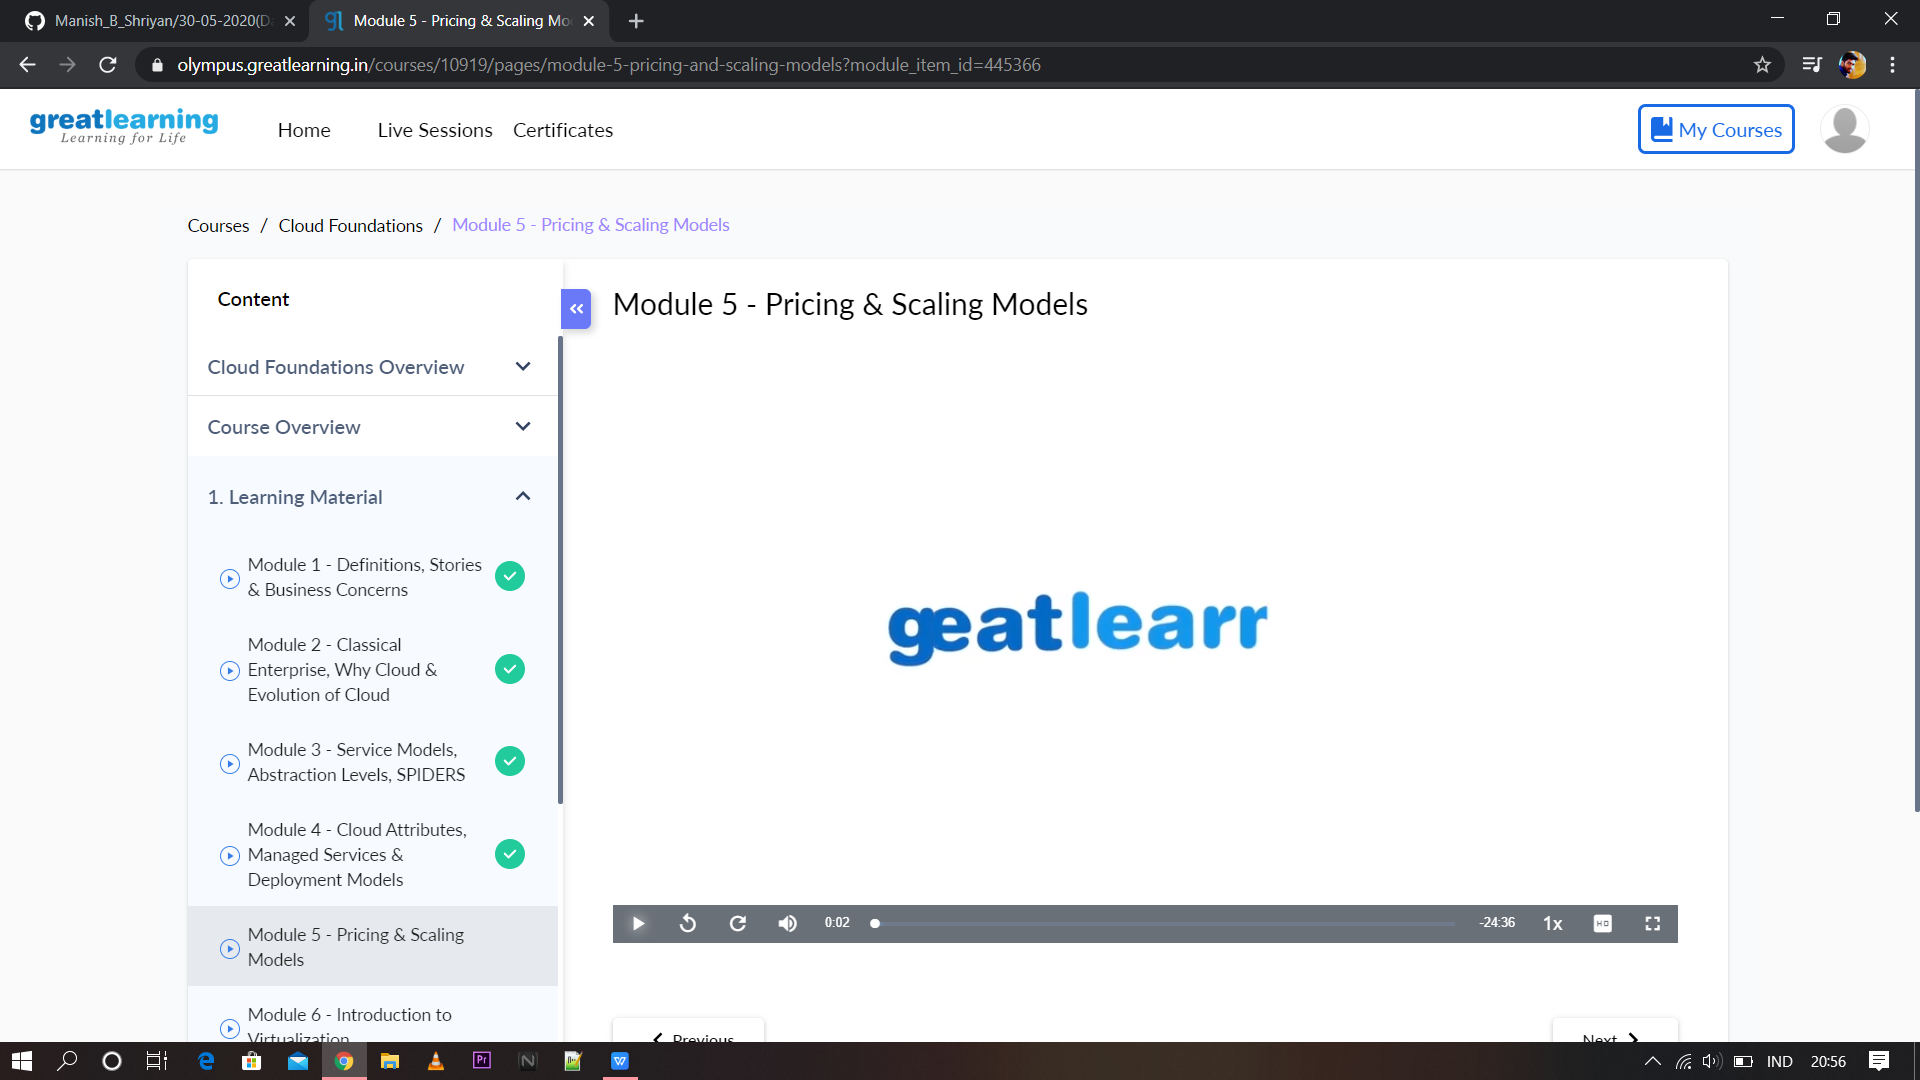 Manish_B_Shriyan/30-05-2020(Da
Module 5 - Pricing & Scaling Mo
olympus.greatlearning.in/courses/10919/pages/module-5-pricing-and-scaling-models?module_item_id=445366
greatlearning
Learning for Life
Home
Live Sessions
Certificates
My Courses
Courses / Cloud Foundations / Module 5 - Pricing & Scaling Models
Content
Cloud Foundations Overview
Course Overview
1. Learning Material
Module 1 - Definitions, Stories
& Business Concerns
Module 2 - Classical
Enterprise, Why Cloud &
Evolution of Cloud
Module 3 - Service Models,
Abstraction Levels, SPIDERS
Module 4 - Cloud Attributes,
Managed Services &
Deployment Models
Module 5 - Pricing & Scaling
Models
Module 6 - Introduction to
Virtualization
Module 5 - Pricing & Scaling Models
geatlearr
0:02
-24:36
1x
HD
Previous
Next
Pr
N
W
IND
20:56